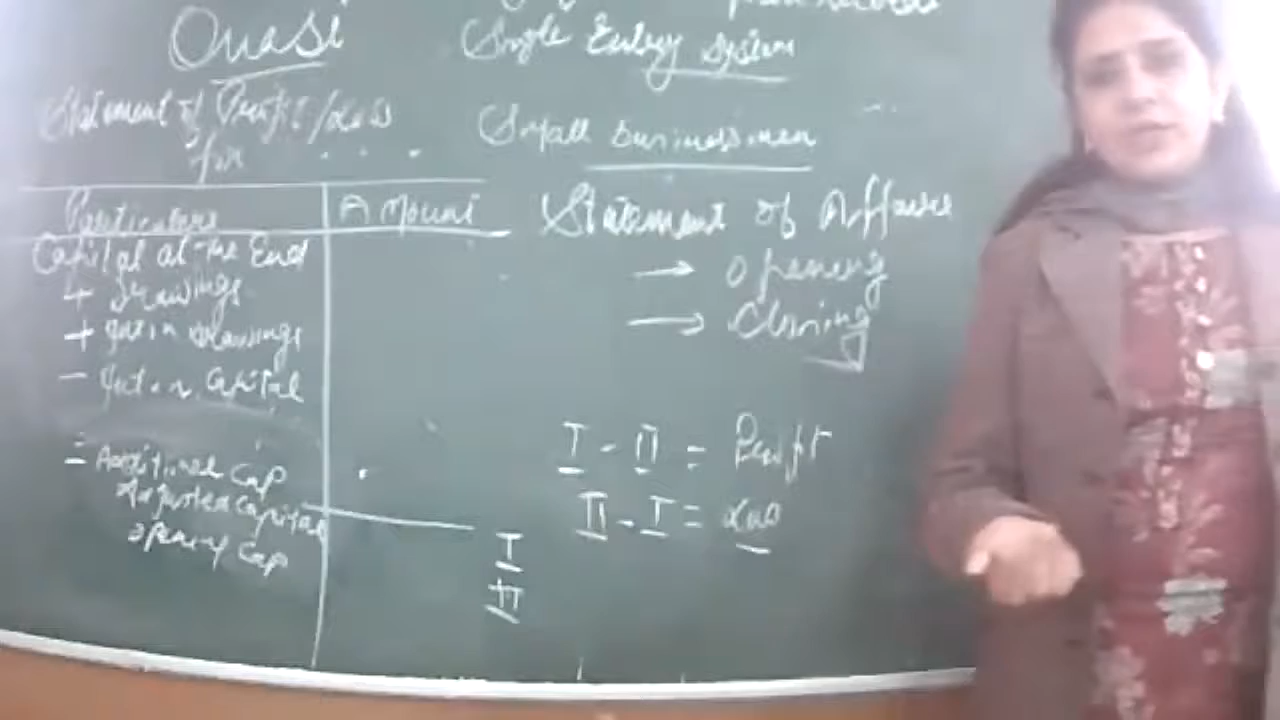 Quasi
Single Entry System
Statement of Profit/Loss
for . . .
Small Businessmen
Particulars
Amount
Statement of Affairs
→ Opening
→ Closing
Capital at the End
+ Drawings
+ Int on Drawings
- Int on Capital
- Additional Cap
Adjusted Capital
Opening Cap
I
II
I - II = Profit
II - I = Loss